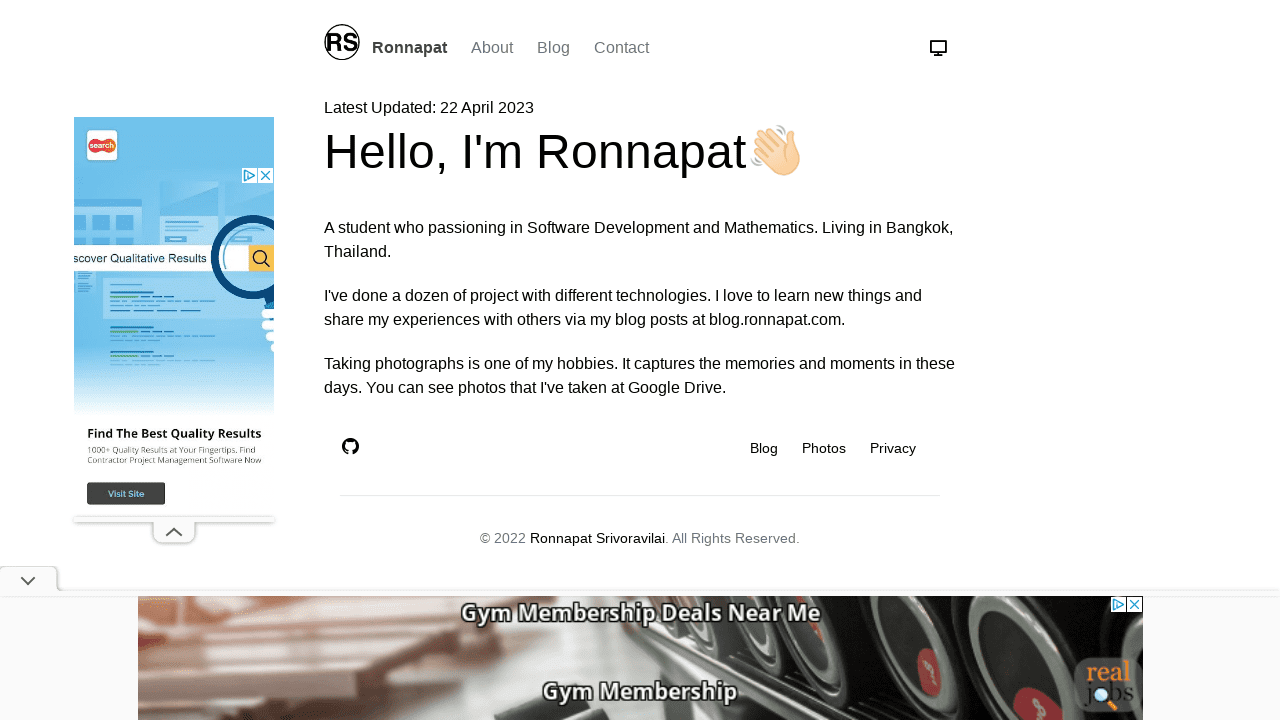 RS
Ronnapat About Blog Contact
Latest Updated: 22 April 2023
Hello, I'm Ronnapat
A student who passioning in Software Development and Mathematics. Living in Bangkok,
Thailand.
I've done a dozen of project with different technologies. I love to learn new things and
share my experiences with others via my blog posts at blog.ronnapat.com.
Taking photographs is one of my hobbies. It captures the memories and moments in these
days. You can see photos that I've taken at Google Drive.
Blog Photos Privacy
© 2022 Ronnapat Srivoravilai. All Rights Reserved.
search
scover Qualitative Results
Find The Best Quality Results
1000+ Quality Results at Your Fingertips. Find
Contractor Project Management Software Now
Visit Site
Gym Membership Deals Near Me
Gym Membership
real
jobs